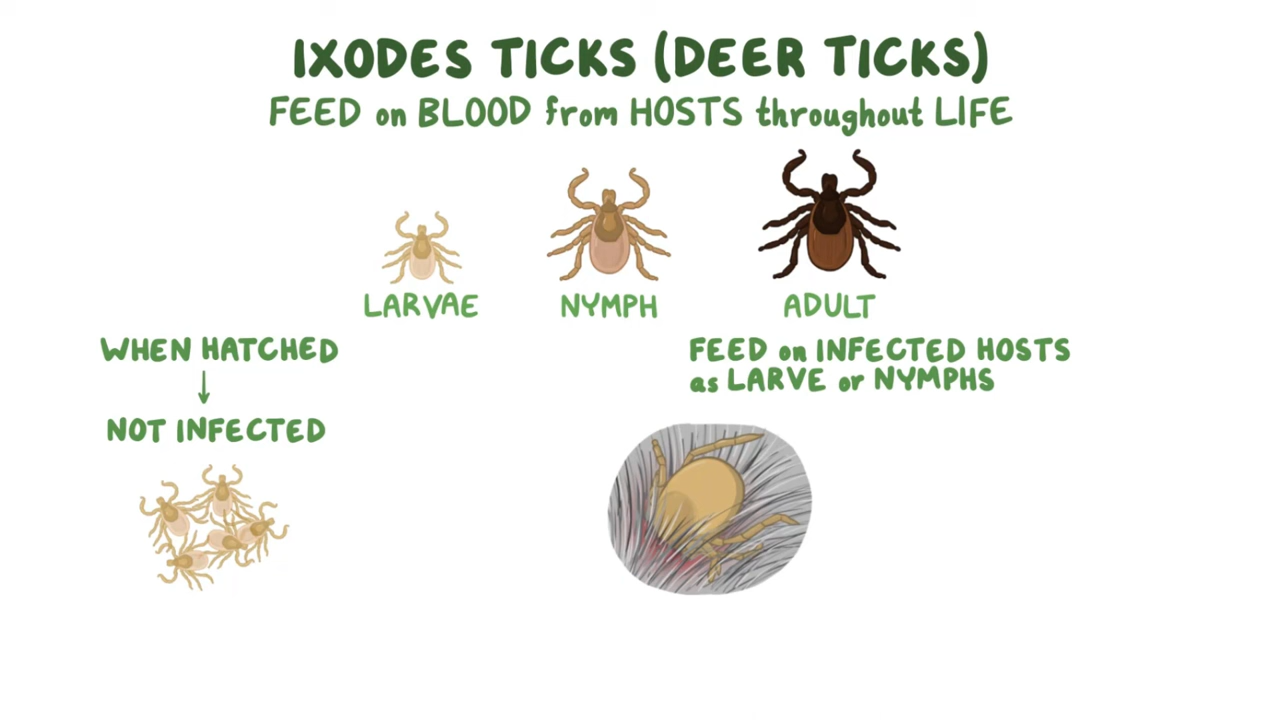 IXODES TICKS (DEER TICKS)
FEED on BLOOD from HOSTS throughout LIFE
LARVAE NYMPH ADULT
WHEN HATCHED
↓
NOT INFECTED
FEED on INFECTED HOSTS
as LARVE or NYMPHS